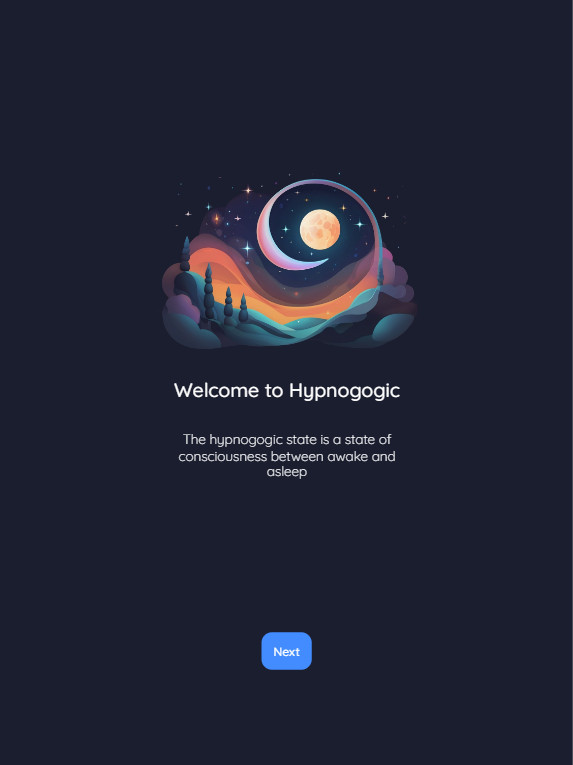 Welcome to Hypnogogic
The hypnogogic state is a state of
consciousness between awake and
asleep
Next